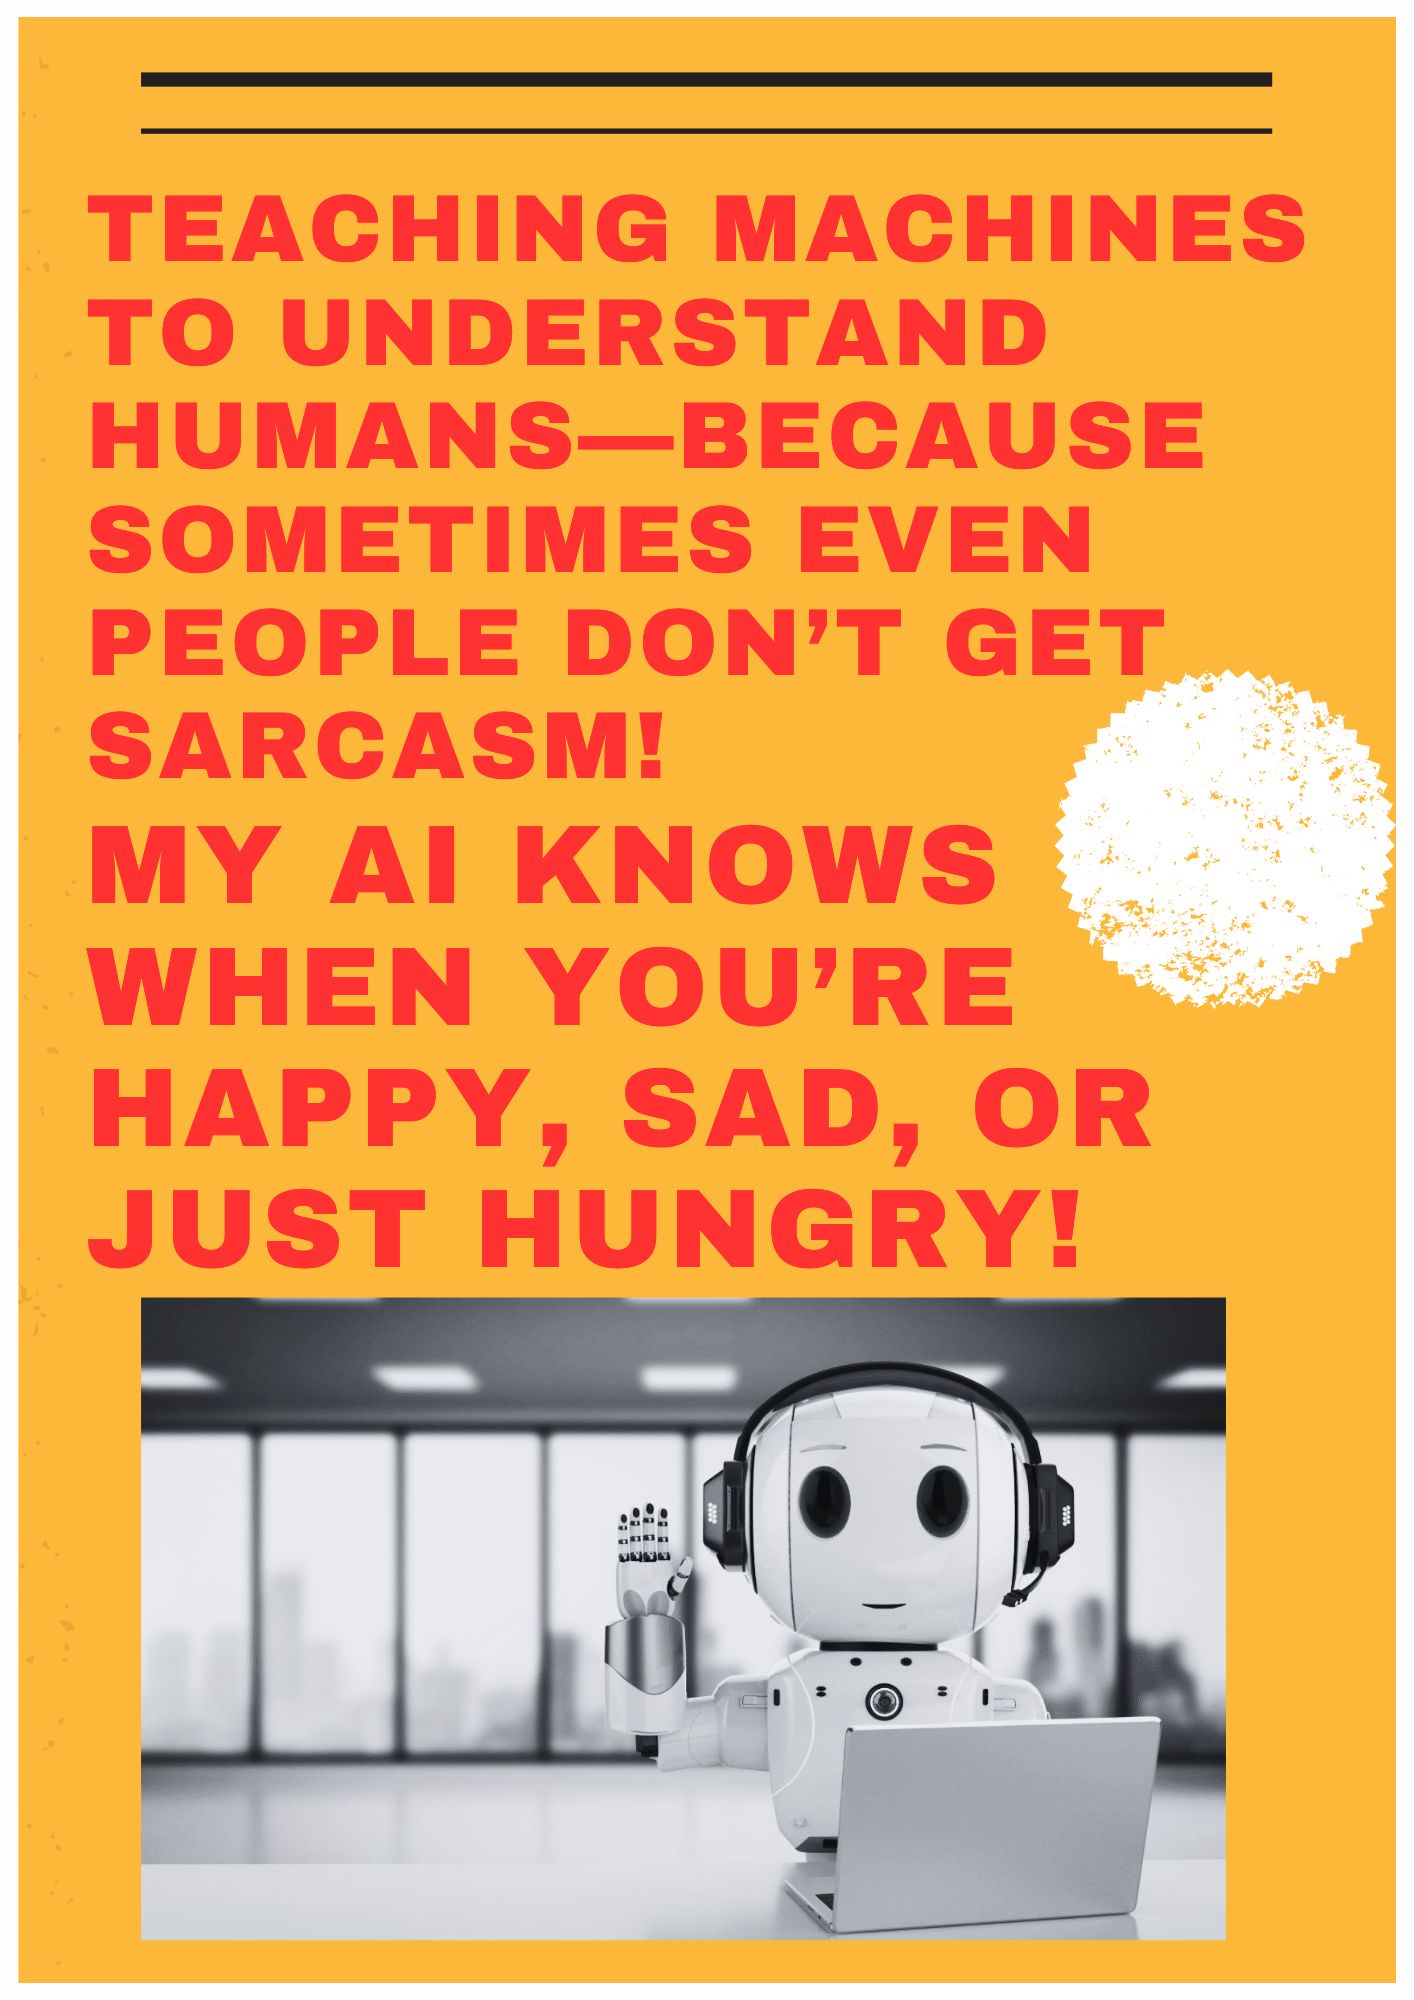 TEACHING MACHINES
TO UNDERSTAND
HUMANS—BECAUSE
SOMETIMES EVEN
PEOPLE DON’T GET
SARCASM!
MY AI KNOWS
WHEN YOU’RE
HAPPY, SAD, OR
JUST HUNGRY!